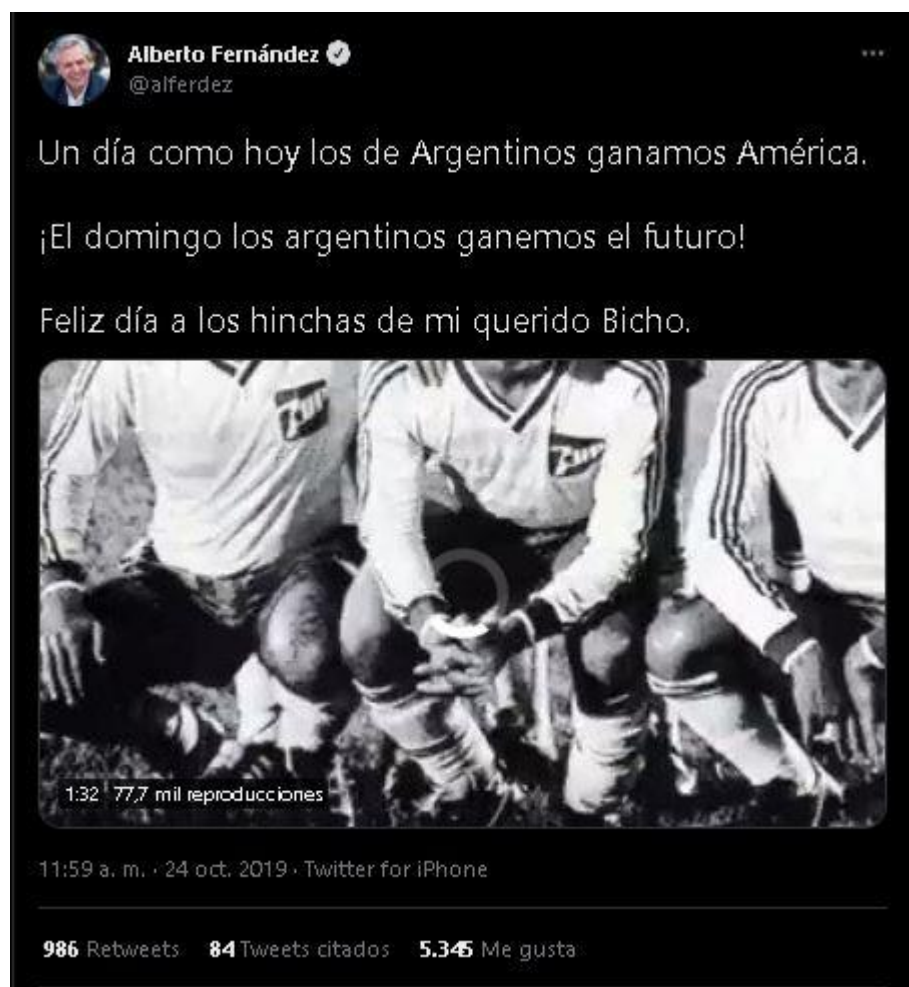 Alberto Fernández
@alferdez
Un día como hoy los de Argentinos ganamos América.
¡El domingo los argentinos ganemos el futuro!
Feliz día a los hinchas de mi querido Bicho.
1:32 77,7 mil reproducciones
11:59 a. m. · 24 oct. 2019 · Twitter for iPhone
986 Retweets 84 Tweets citados 5.345 Me gusta